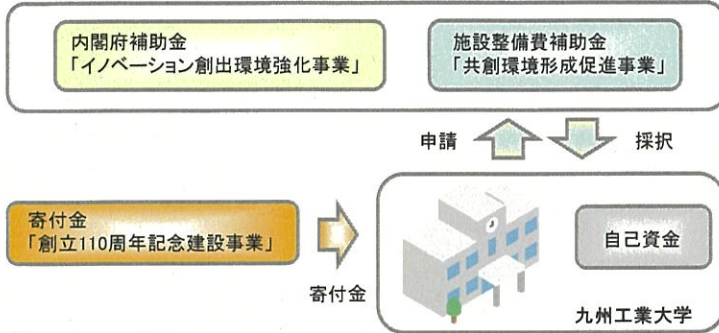 内閣府補助金
「イノベーション創出環境強化事業」
施設整備費補助金
「共創環境形成促進事業」
申請
採択
寄付金
「創立110周年記念建設事業」
寄付金
自己資金
九州工業大学